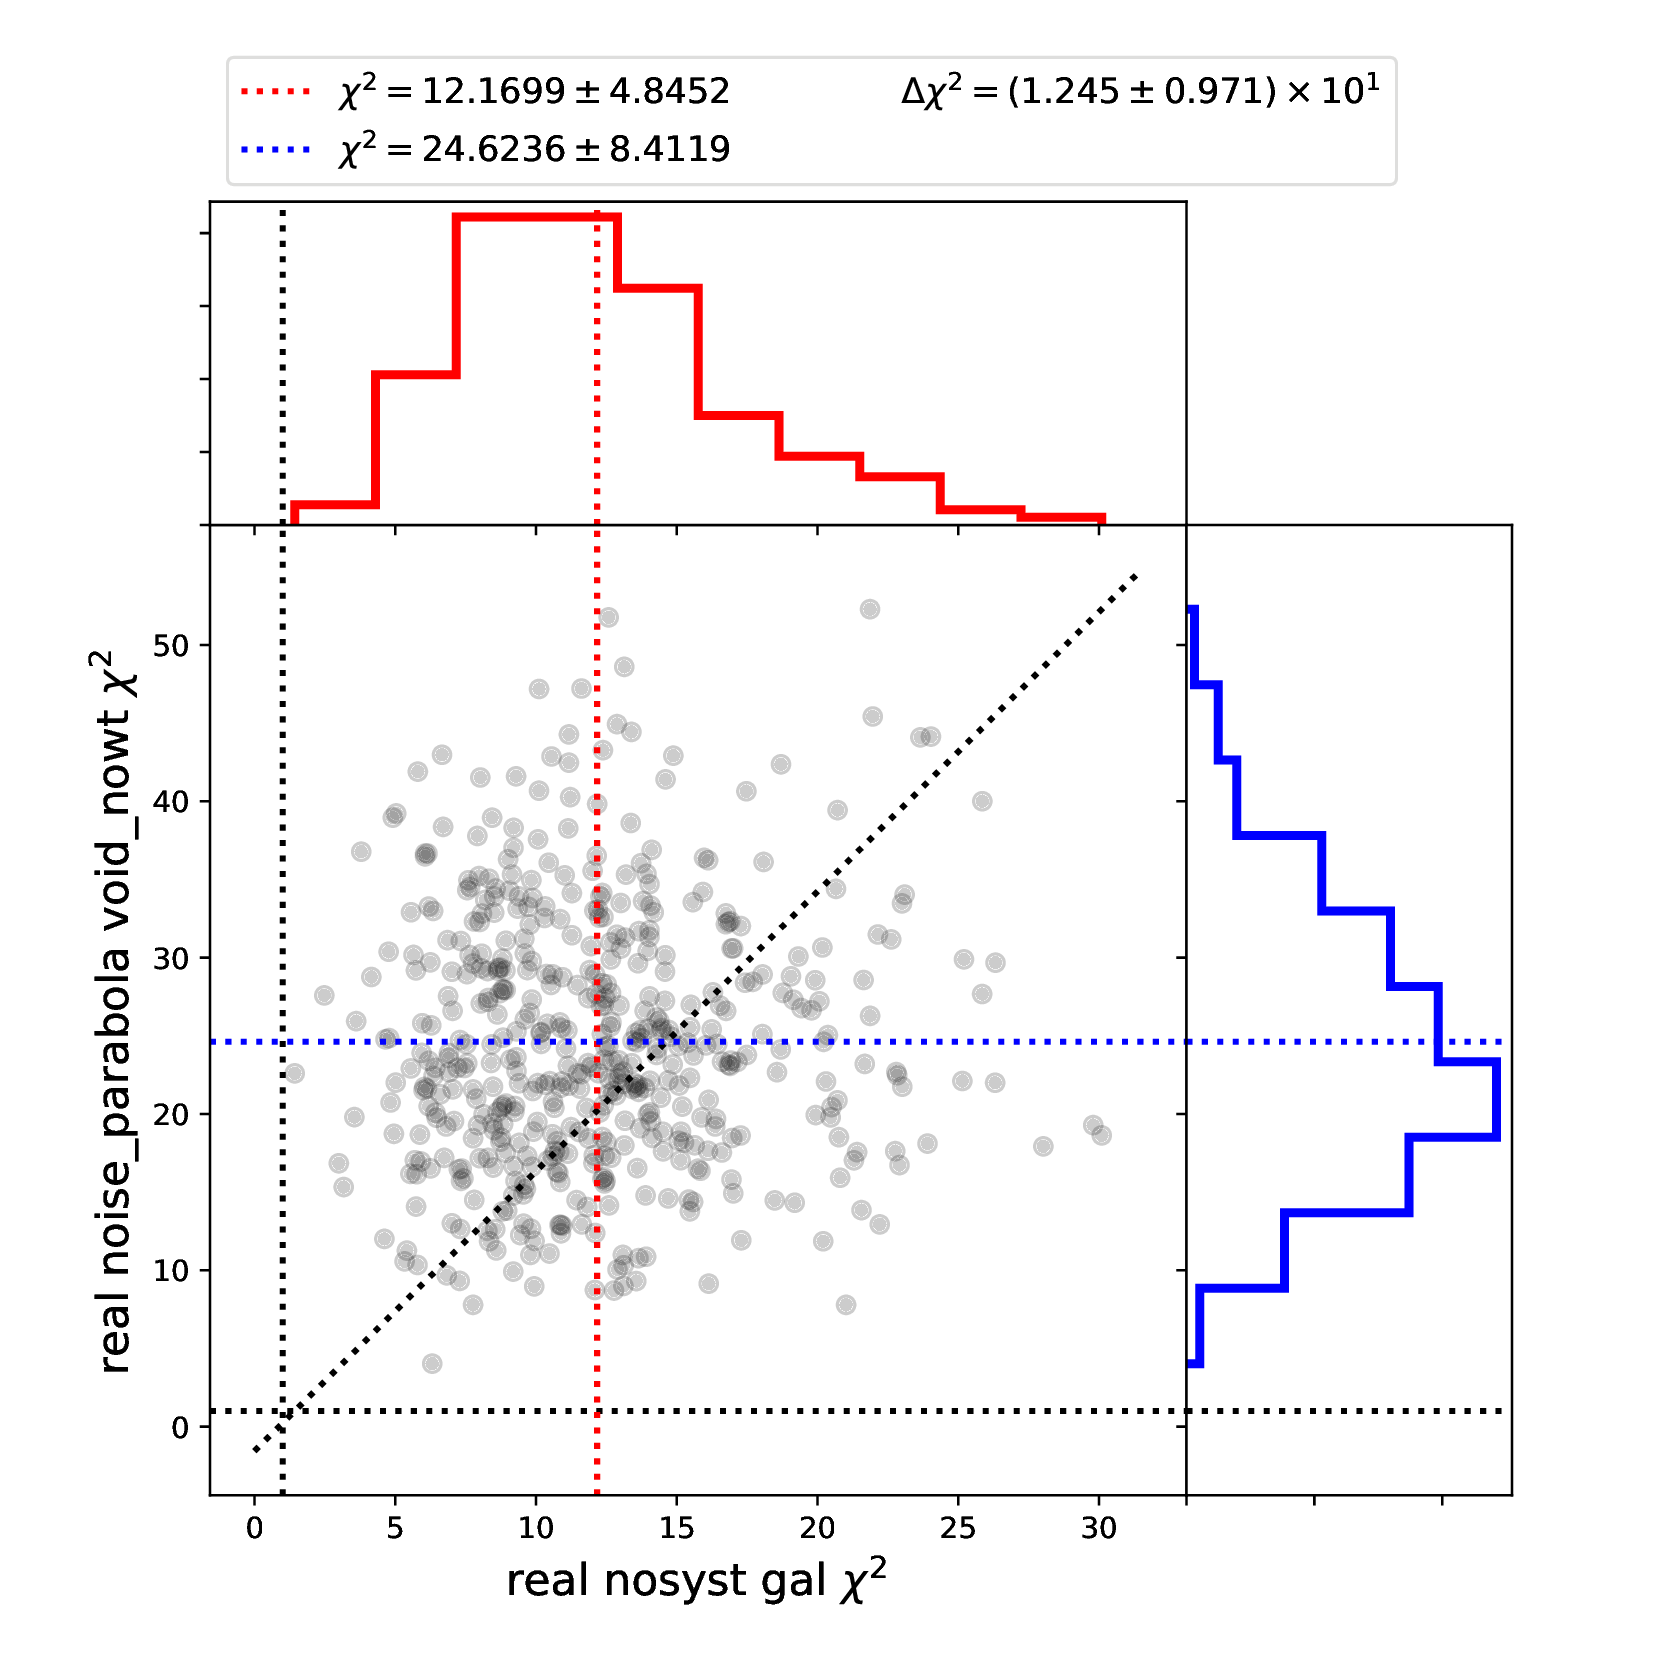 χ² = 12.1699 ± 4.8452
χ² = 24.6236 ± 8.4119
Δχ² = (1.245 ± 0.971) × 10¹
real noise_parabola void_nowt χ²
50
40
30
20
10
0
0 5 10 15 20 25 30
real nosyst gal χ²